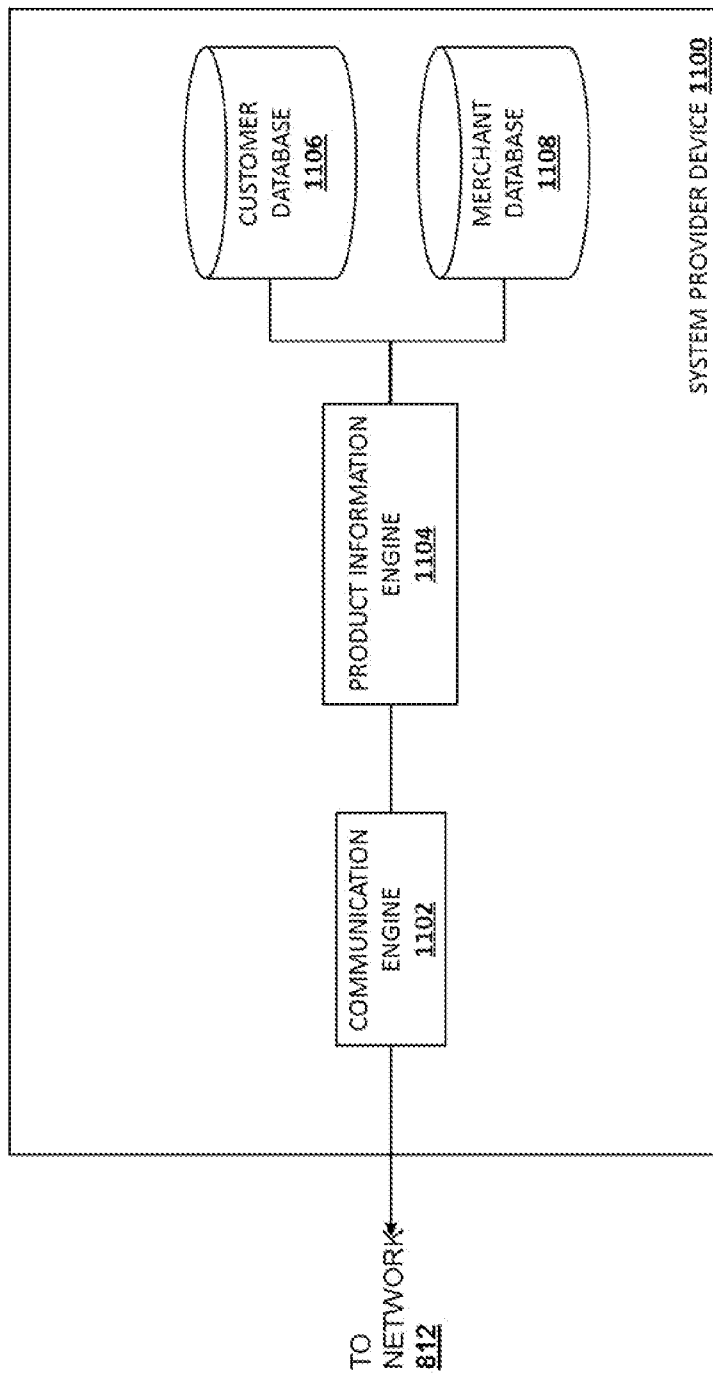 TO
NETWORK
812
COMMUNICATION
ENGINE
1102
PRODUCT INFORMATION
ENGINE
1104
CUSTOMER
DATABASE
1106
MERCHANT
DATABASE
1108
SYSTEM PROVIDER DEVICE 1100